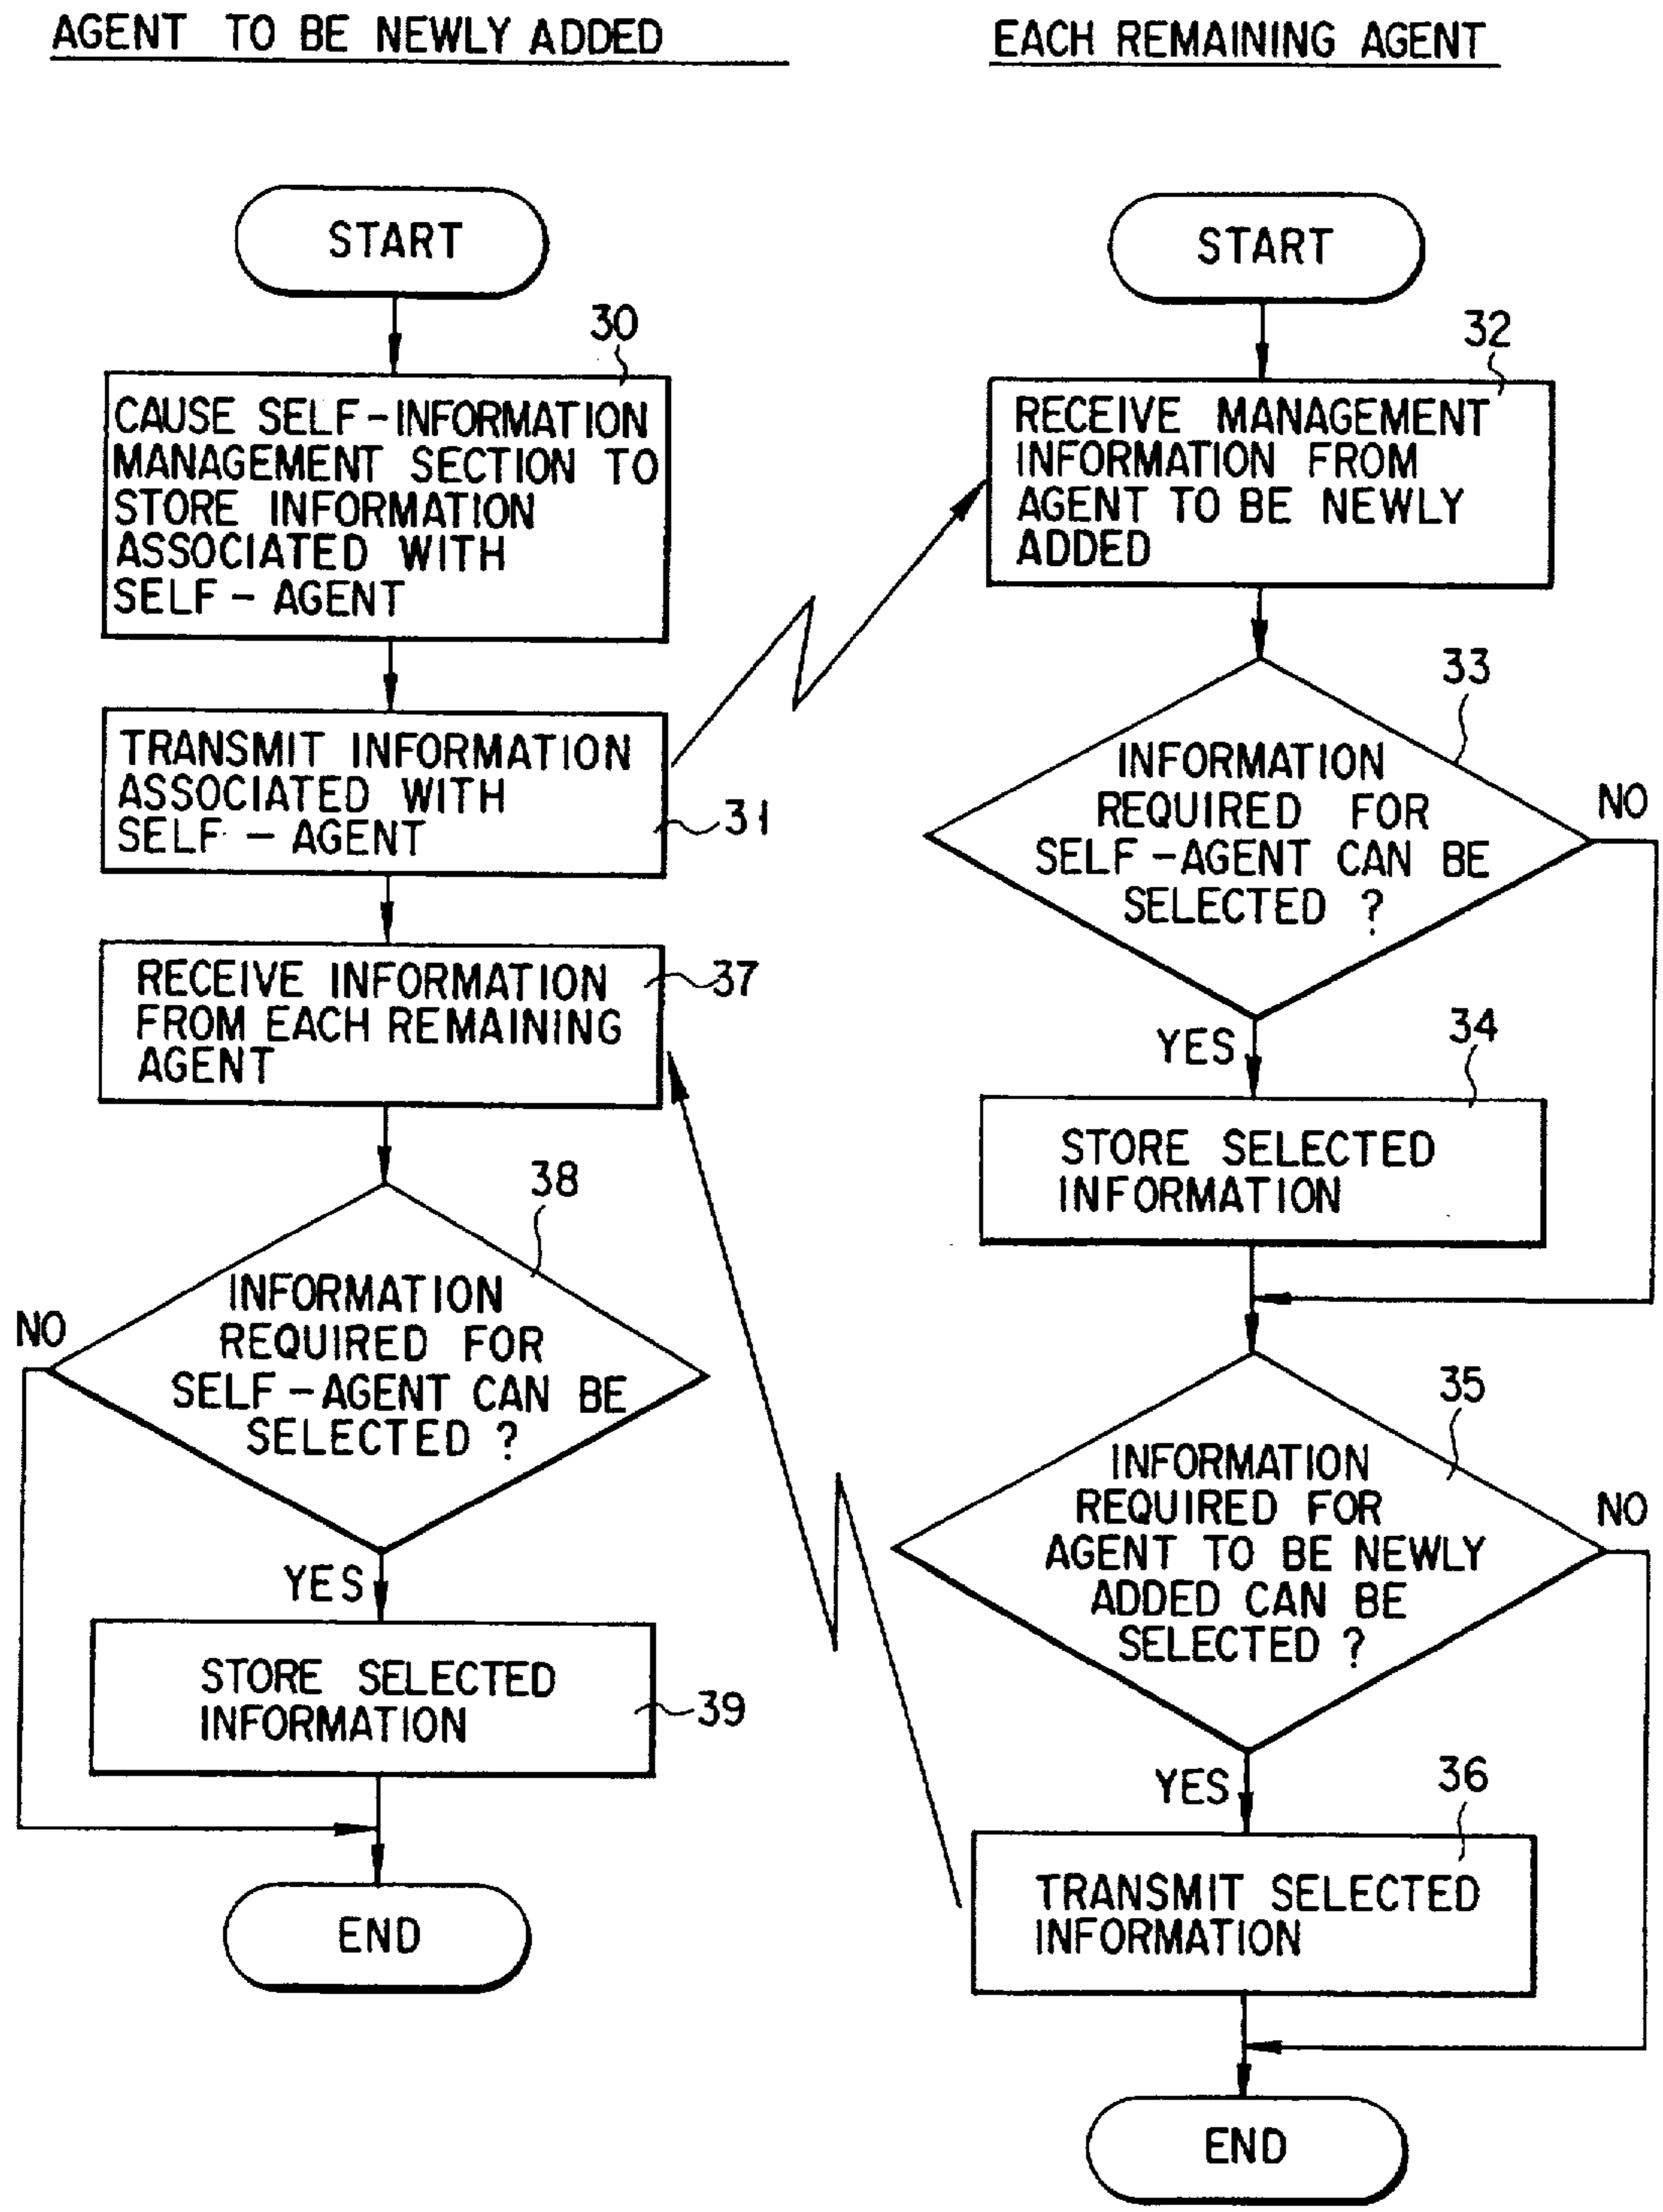 AGENT TO BE NEWLY ADDED
START
30
CAUSE SELF-INFORMATION
MANAGEMENT SECTION TO
STORE INFORMATION
ASSOCIATED WITH
SELF - AGENT
TRANSMIT INFORMATION
ASSOCIATED WITH
SELF - AGENT
31
RECEIVE INFORMATION
FROM EACH REMAINING
AGENT
37
38
INFORMATION
REQUIRED FOR
SELF-AGENT CAN BE
SELECTED ?
NO
YES
STORE SELECTED
INFORMATION
39
END
EACH REMAINING AGENT
START
32
RECEIVE MANAGEMENT
INFORMATION FROM
AGENT TO BE NEWLY
ADDED
33
INFORMATION
REQUIRED FOR
SELF-AGENT CAN BE
SELECTED ?
NO
YES
34
STORE SELECTED
INFORMATION
35
INFORMATION
REQUIRED FOR
AGENT TO BE NEWLY
ADDED CAN BE
SELECTED ?
NO
YES
36
TRANSMIT SELECTED
INFORMATION
END